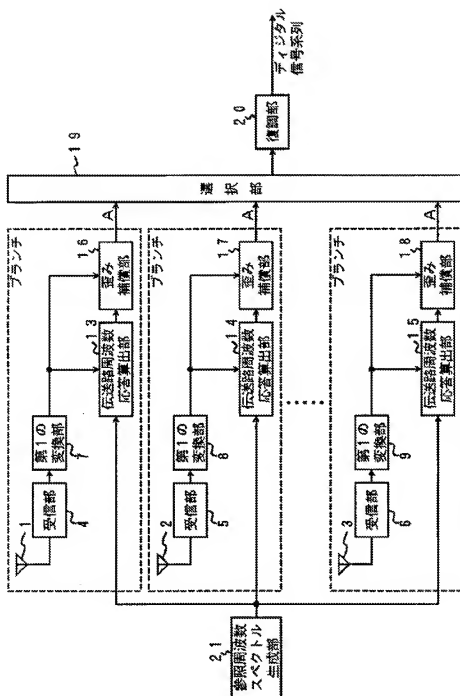 ブランチ
1
受信部
4
第1の
変換部
7
伝送路周波数
応答算出部
13
歪み
補償部
16
A
ブランチ
2
受信部
5
第1の
変換部
8
伝送路周波数
応答算出部
14
歪み
補償部
17
A
ブランチ
3
受信部
6
第1の
変換部
9
伝送路周波数
応答算出部
15
歪み
補償部
18
A
21
参照周波数
スペクトル
生成部
選択部
19
復調部
20
ディジタル
信号系列